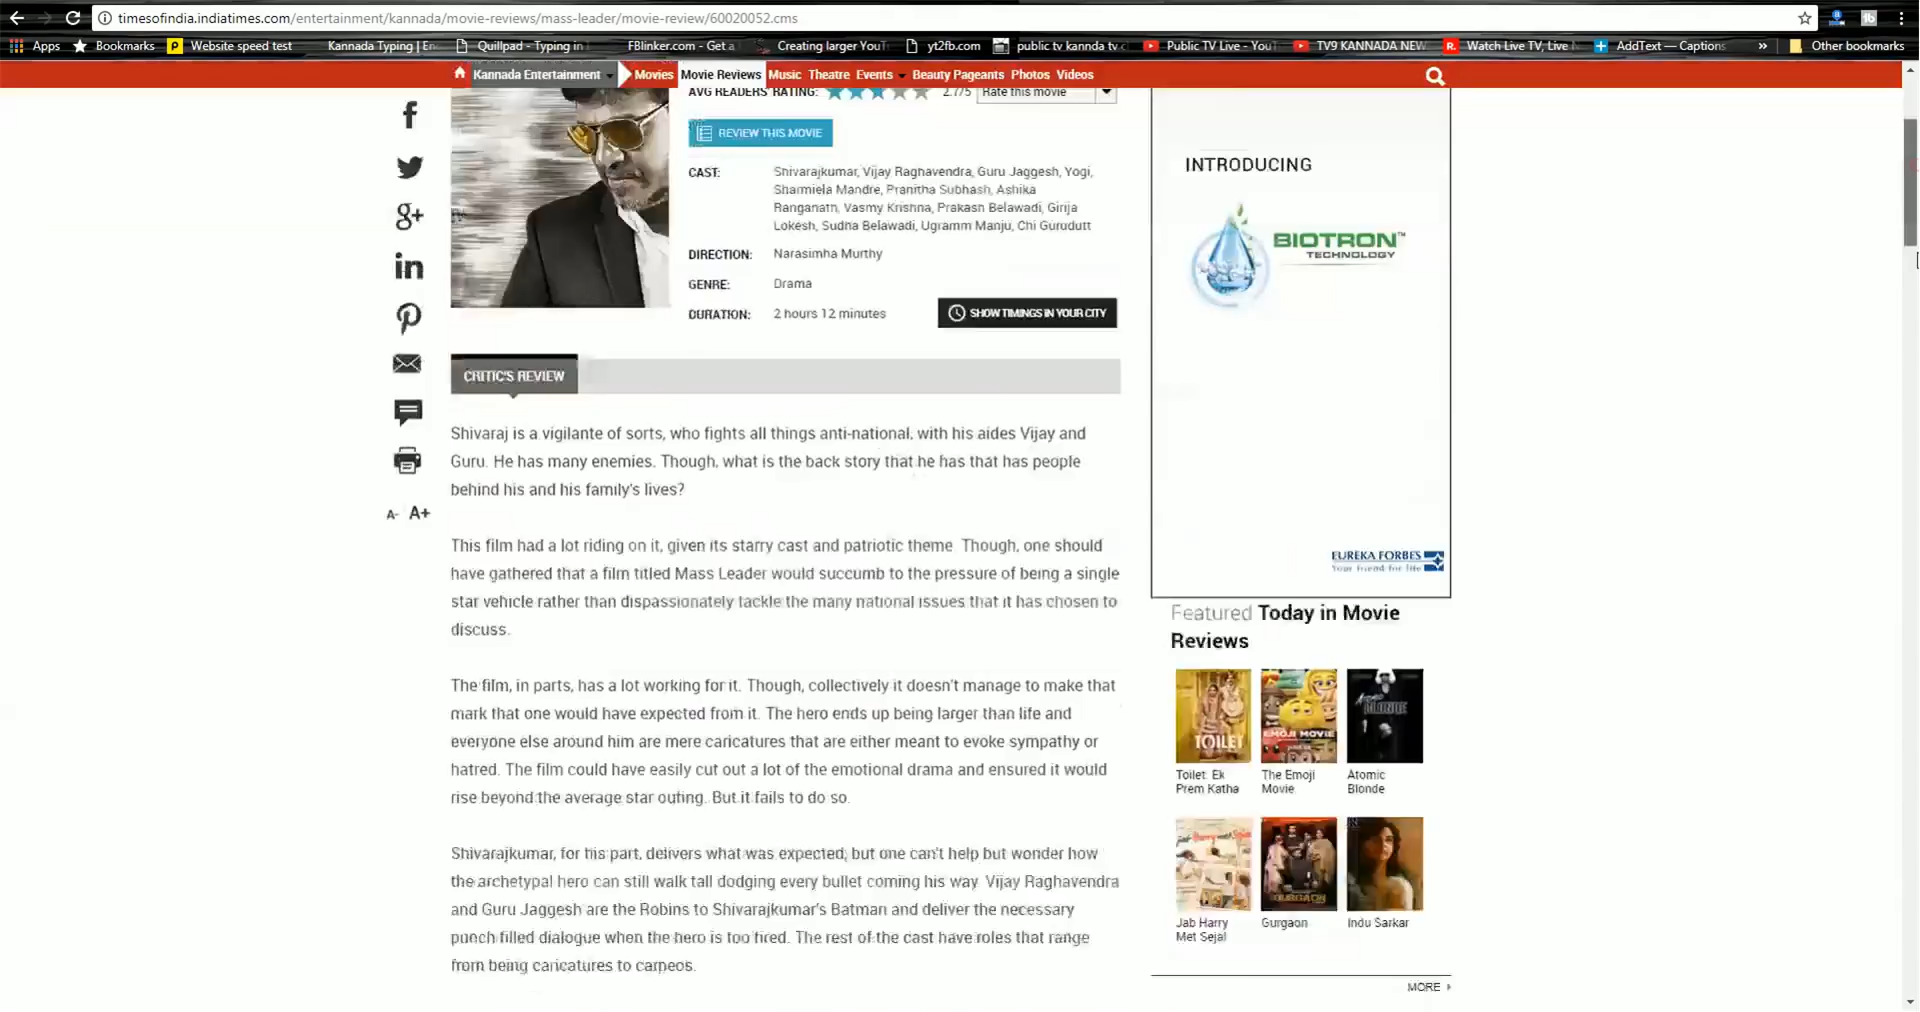 timesofindia.indiatimes.com/entertainment/kannada/movie-reviews/mass-leader/movie-review/60020052.cms
Apps Bookmarks Website speed test Kannada Typing | En Quillpad - Typing in FBlinker.com - Get a Creating larger YouT yt2fb.com public tv kannda tv Public TV Live - YouT TV9 KANNADA NEW Watch Live TV, Live AddText — Captions » Other bookmarks
Kannada Entertainment Movies Movie Reviews Music Theatre Events Beauty Pageants Photos Videos
AVG READERS' RATING: 2.7/5 Rate this movie
REVIEW THIS MOVIE
CAST: Shivarajkumar, Vijay Raghavendra, Guru Jaggesh, Yogi,
Sharmiela Mandre, Pranitha Subhash, Ashika
Ranganath, Vasmy Krishna, Prakash Belawadi, Girija
Lokesh, Sudha Belawadi, Ugramm Manju, Chi Gurudutt
DIRECTION: Narasimha Murthy
GENRE: Drama
DURATION: 2 hours 12 minutes
SHOW TIMINGS IN YOUR CITY
A- A+
CRITIC'S REVIEW
Shivaraj is a vigilante of sorts, who fights all things anti-national, with his aides Vijay and
Guru. He has many enemies. Though, what is the back story that he has that has people
behind his and his family's lives?
This film had a lot riding on it, given its starry cast and patriotic theme. Though, one should
have gathered that a film titled Mass Leader would succumb to the pressure of being a single
star vehicle rather than dispassionately tackle the many national issues that it has chosen to
discuss.
The film, in parts, has a lot working for it. Though, collectively it doesn't manage to make that
mark that one would have expected from it. The hero ends up being larger than life and
everyone else around him are mere caricatures that are either meant to evoke sympathy or
hatred. The film could have easily cut out a lot of the emotional drama and ensured it would
rise beyond the average star outing. But it fails to do so.
Shivarajkumar, for his part, delivers what was expected, but one can't help but wonder how
the archetypal hero can still walk tall dodging every bullet coming his way. Vijay Raghavendra
and Guru Jaggesh are the Robins to Shivarajkumar's Batman and deliver the necessary
punch filled dialogue when the hero is too tired. The rest of the cast have roles that range
from being caricatures to cameos.
INTRODUCING
BIOTRON™
TECHNOLOGY
EUREKA FORBES
Your friend for life
Featured Today in Movie
Reviews
TOILET
EMOJI MOVIE
Toilet: Ek
Prem Katha
The Emoji
Movie
Atomic
Blonde
GURGAON
Jab Harry
Met Sejal
Gurgaon
Indu Sarkar
MORE